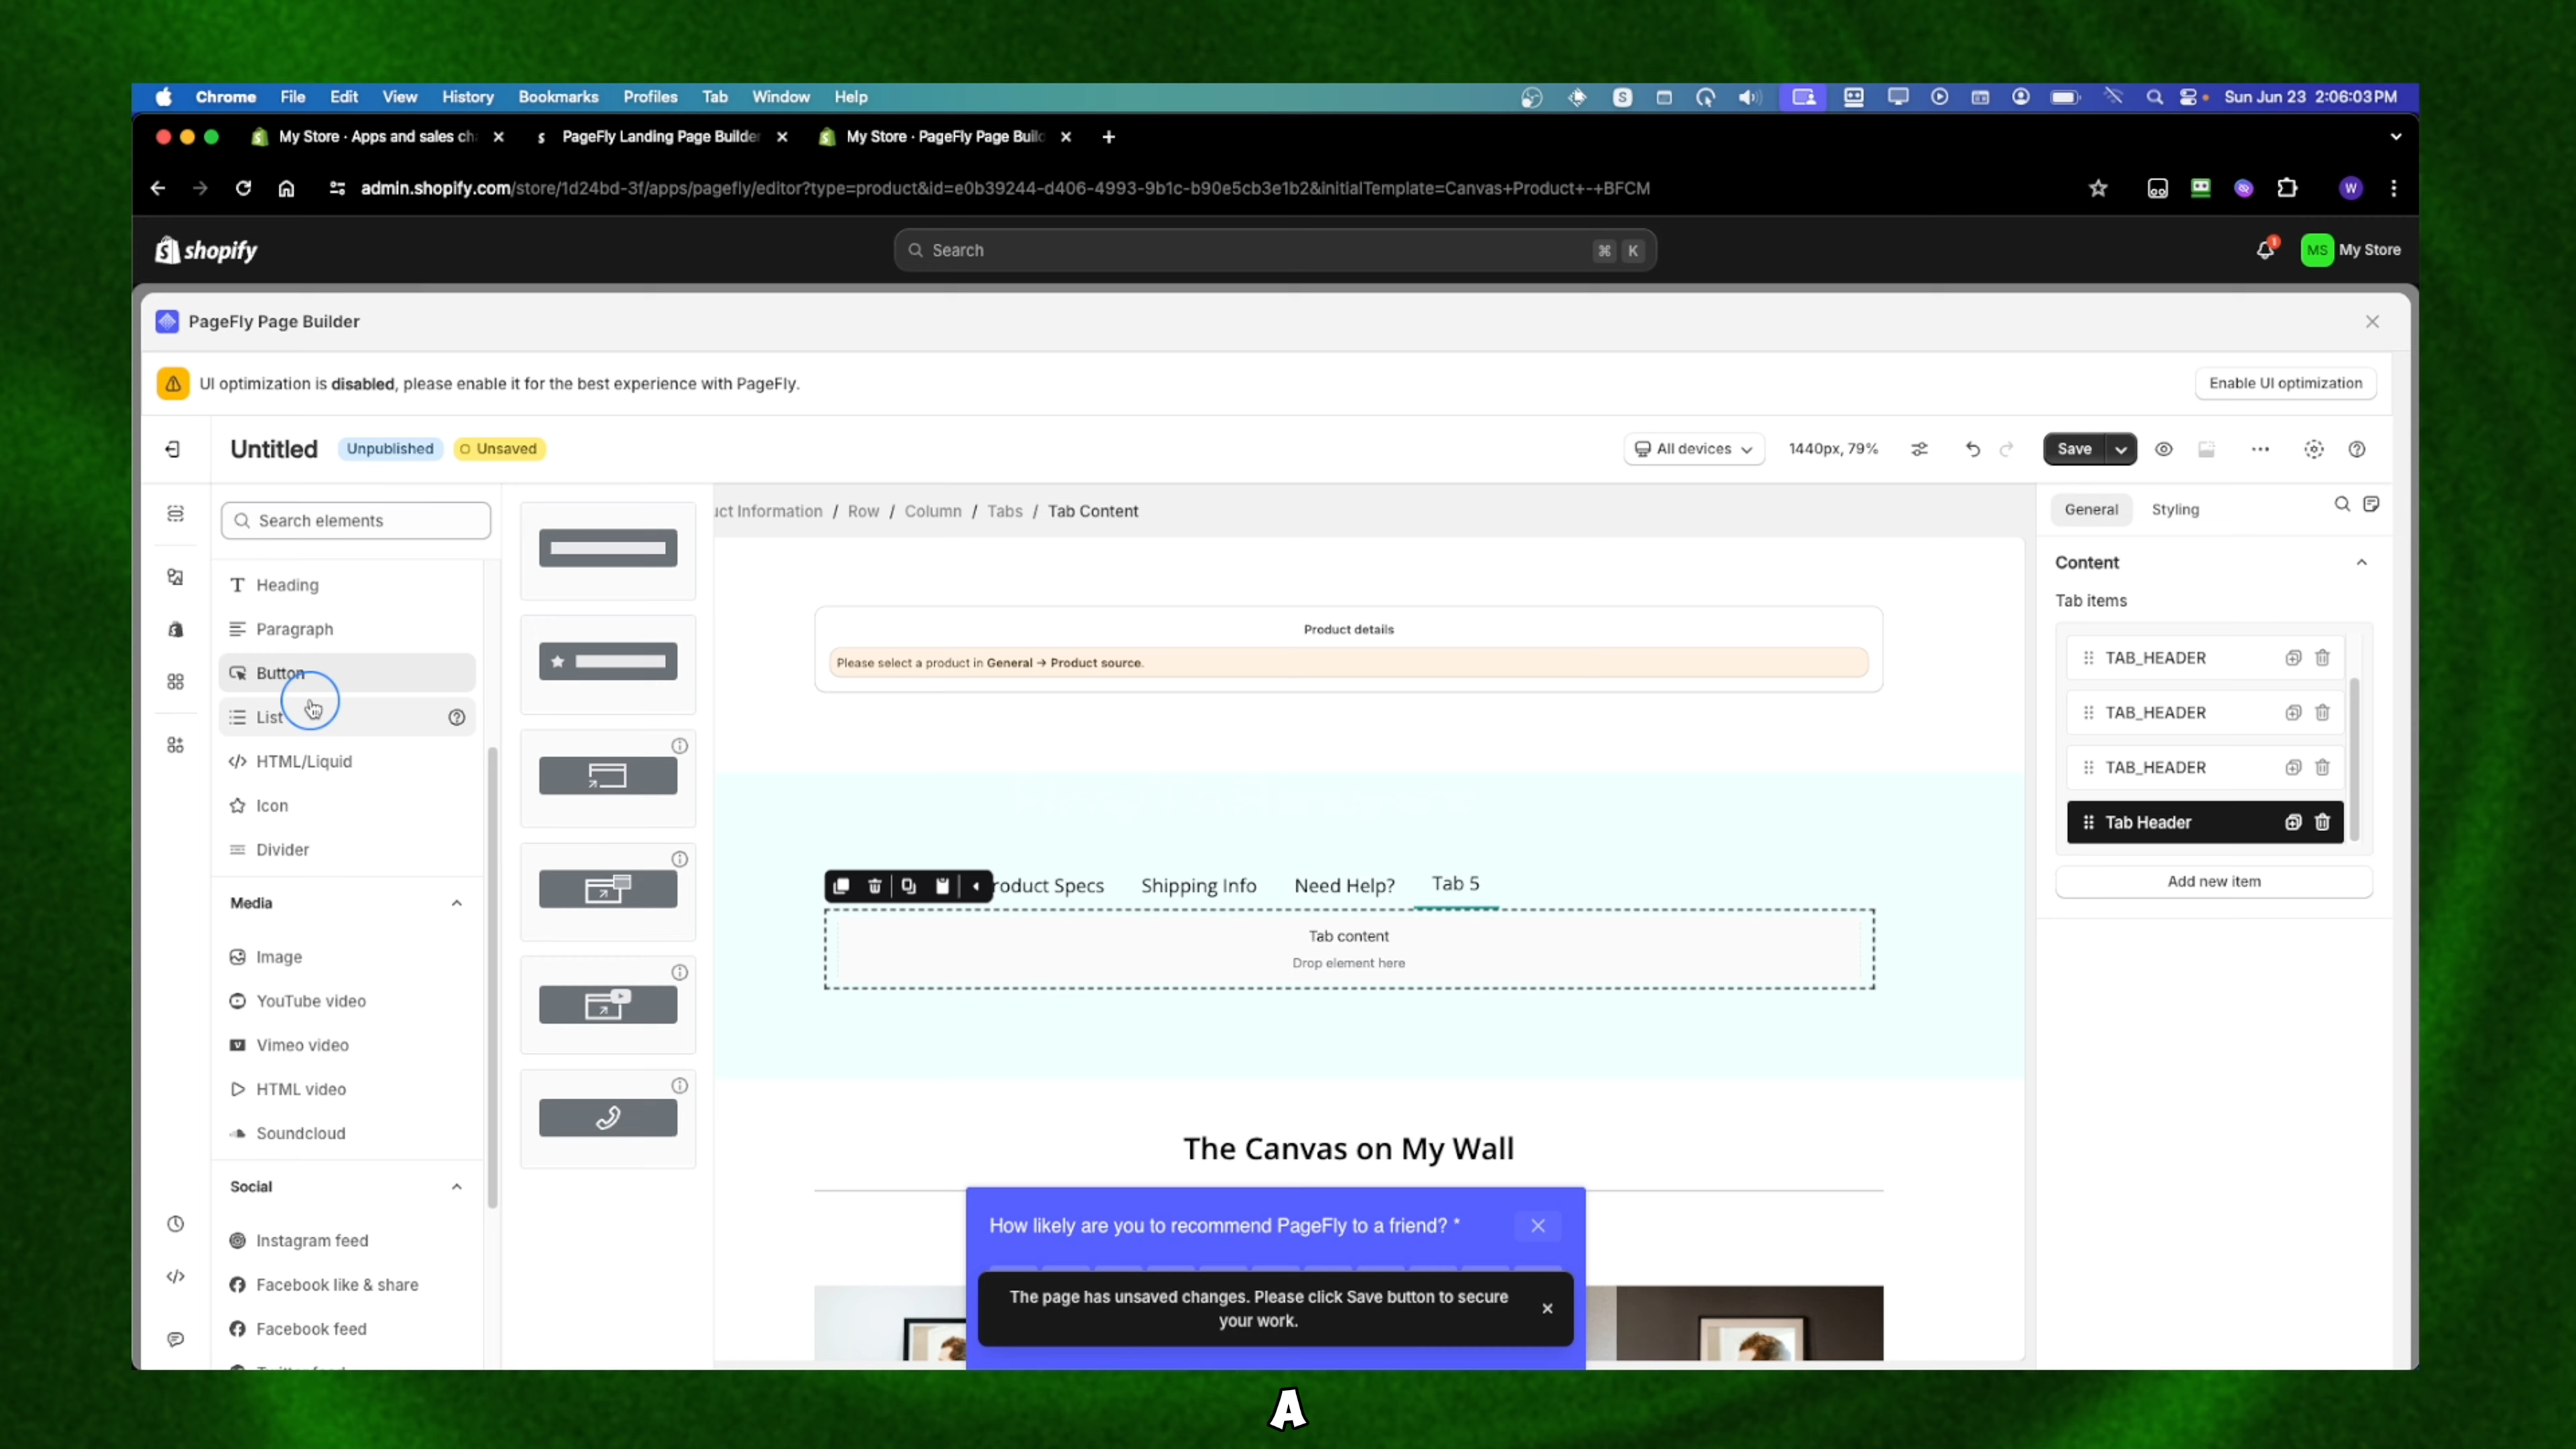 Chrome File Edit View History Bookmarks Profiles Tab Window Help
Sun Jun 23 2:06:03 PM
My Store · Apps and sales ch
PageFly Landing Page Builder
My Store · PageFly Page Build
admin.shopify.com/store/1d24bd-3f/apps/pagefly/editor?type=product&id=e0b39244-d406-4993-9b1c-b90e5cb3e1b2&initialTemplate=Canvas+Product+-+BFCM
W
shopify
Search
⌘ K
1
MS
My Store
PageFly Page Builder
UI optimization is disabled, please enable it for the best experience with PageFly.
Enable UI optimization
Untitled
Unpublished
Unsaved
All devices
1440px, 79%
Save
Search elements
Heading
Paragraph
Button
List
HTML/Liquid
Icon
Divider
Media
Image
YouTube video
Vimeo video
HTML video
Soundcloud
Social
Instagram feed
Facebook like & share
Facebook feed
uct Information / Row / Column / Tabs / Tab Content
Product details
Please select a product in General → Product source.
roduct Specs
Shipping Info
Need Help?
Tab 5
Tab content
Drop element here
The Canvas on My Wall
How likely are you to recommend PageFly to a friend? *
The page has unsaved changes. Please click Save button to secure
your work.
General
Styling
Content
Tab items
TAB_HEADER
TAB_HEADER
TAB_HEADER
Tab Header
Add new item
A